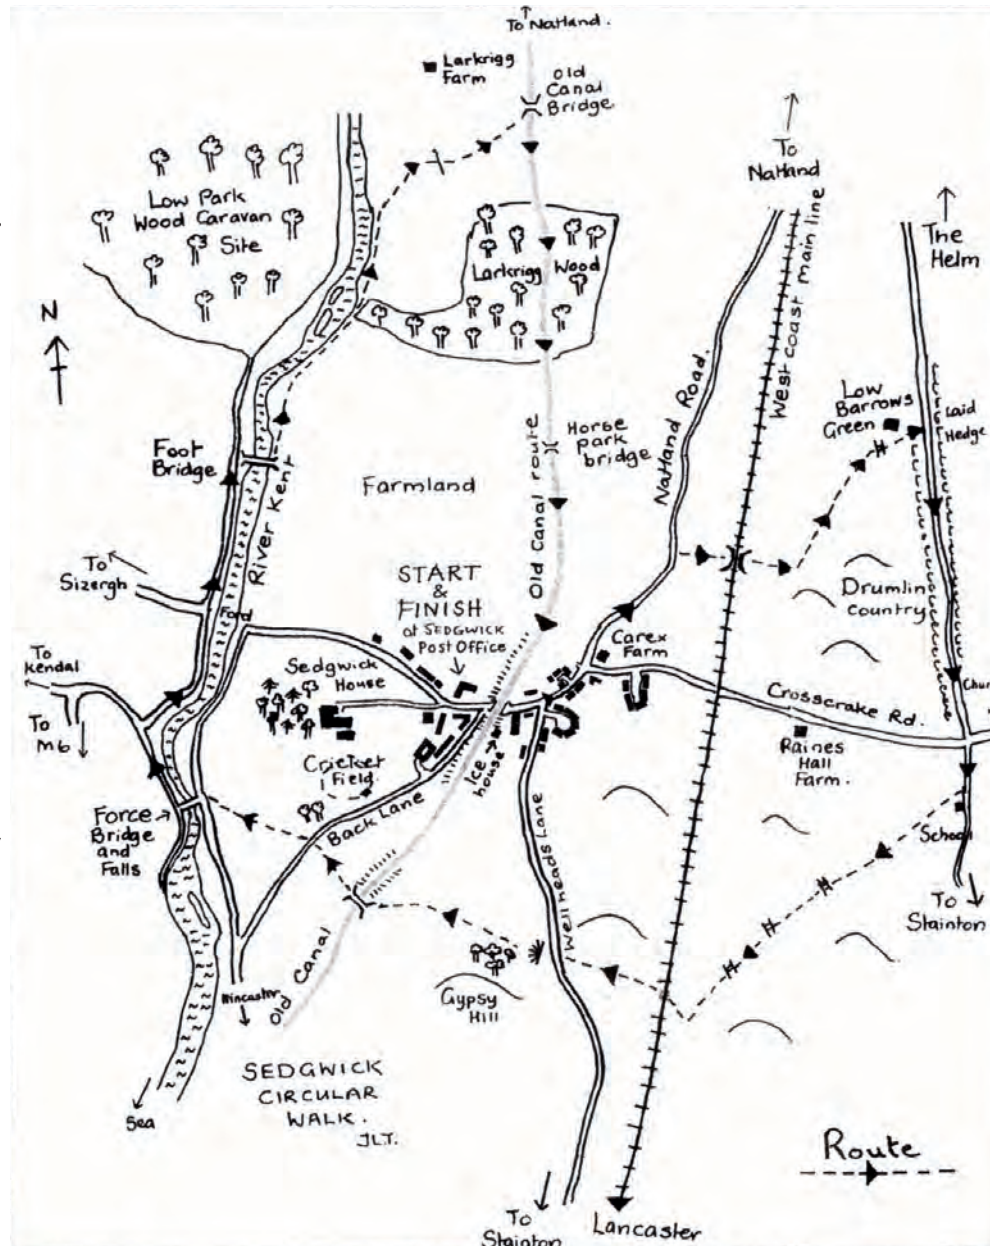 To Natland.
Larkrigg
Farm
Old
Canal
Bridge
To
Natland
Low Park
Wood Caravan
Site
Larkrigg Wood
The
Helm
N
West coast main line
Natland Road.
Low
Barrows
Green
Laid
Hedge
Foot
Bridge
River Kent
Horse
park
bridge
Old Canal route
Farmland
To
Sizergh
START
&
FINISH
at SEDGWICK
Post Office
Drumlin
country
Ford
Carex
Farm
To
Kendal
To
M6
Sedgwick
House
Crosscrake Rd.
Chur
Raines
Hall
Farm.
Cricket
Field.
Ice
house
Back Lane
Force
Bridge
and
Falls
Wellheads Lane
School
To
Stainton
Old Canal
Gypsy
Hill
Hincaster
SEDGWICK
CIRCULAR
WALK.
JLT.
Sea
Route
To
Stainton
Lancaster